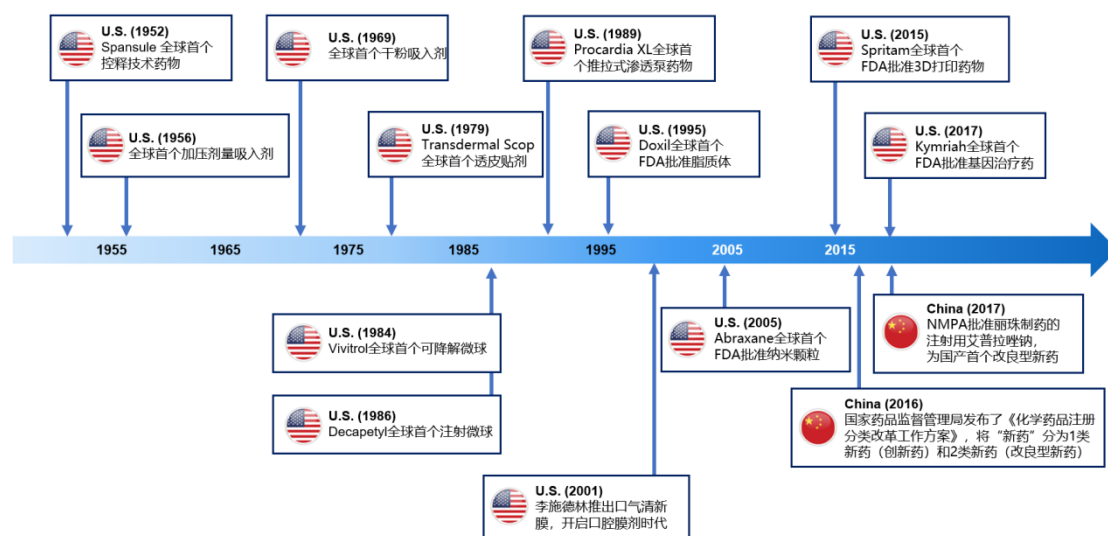 U.S. (1952)
Spansule 全球首个
控释技术药物
U.S. (1969)
全球首个干粉吸入剂
U.S. (1989)
Procardia XL全球首
个推拉式渗透泵药物
U.S. (2015)
Spritam全球首个
FDA批准3D打印药物
U.S. (1956)
全球首个加压剂量吸入剂
U.S. (1979)
Transdermal Scop
全球首个透皮贴剂
U.S. (1995)
Doxil全球首个
FDA批准脂质体
U.S. (2017)
Kymriah全球首个
FDA批准基因治疗药
1955
1965
1975
1985
1995
2005
2015
U.S. (1984)
Vivitrol全球首个可降解微球
U.S. (2005)
Abraxane全球首个
FDA批准纳米颗粒
China (2017)
NMPA批准丽珠制药的
注射用艾普拉唑钠，
为国产首个改良型新药
U.S. (1986)
Decapetyl全球首个注射微球
China (2016)
国家药品监督管理局发布了《化学药品注册
分类改革工作方案》，将“新药”分为1类
新药（创新药）和2类新药（改良型新药）
U.S. (2001)
李施德林推出口气清新
膜，开启口腔膜剂时代